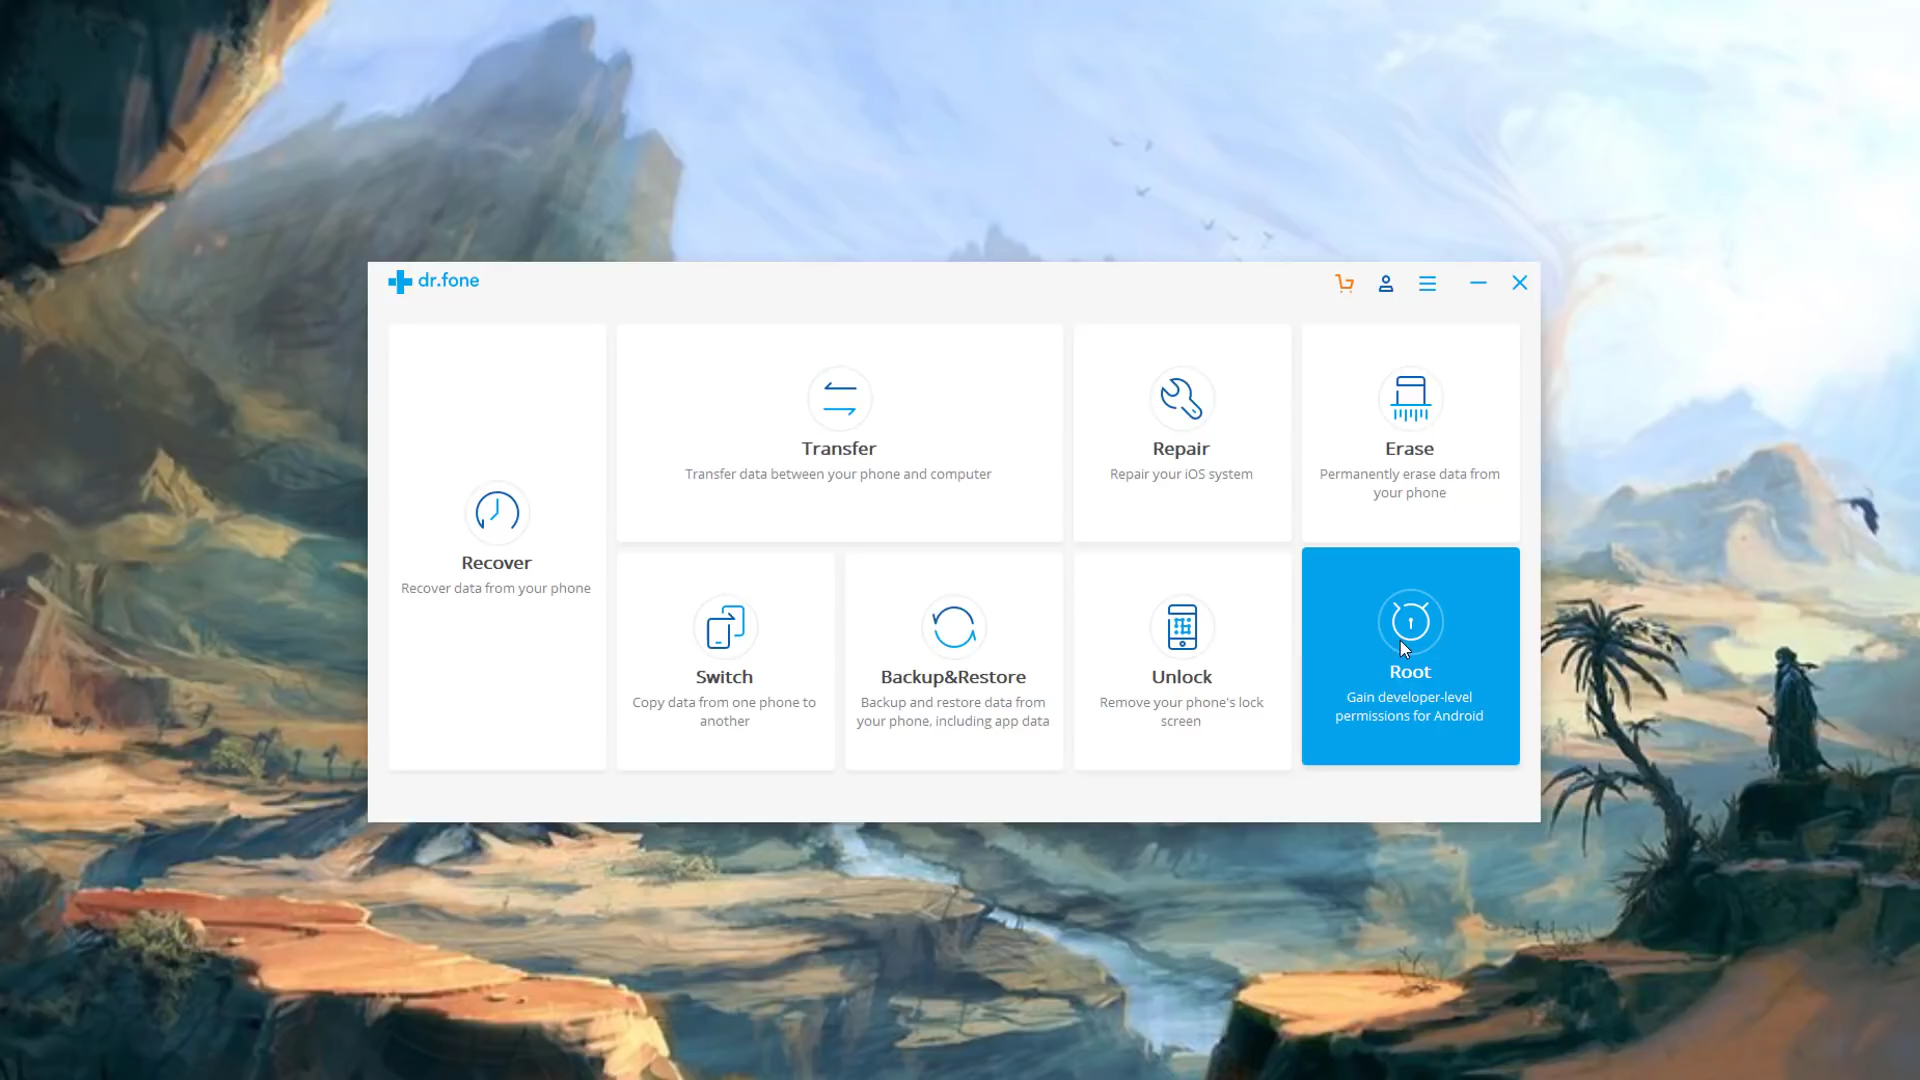 dr.fone
Transfer
Transfer data between your phone and computer
Repair
Repair your iOS system
Erase
Permanently erase data from
your phone
Recover
Recover data from your phone
Switch
Copy data from one phone to
another
Backup&Restore
Backup and restore data from
your phone, including app data
Unlock
Remove your phone's lock
screen
Root
Gain developer-level
permissions for Android